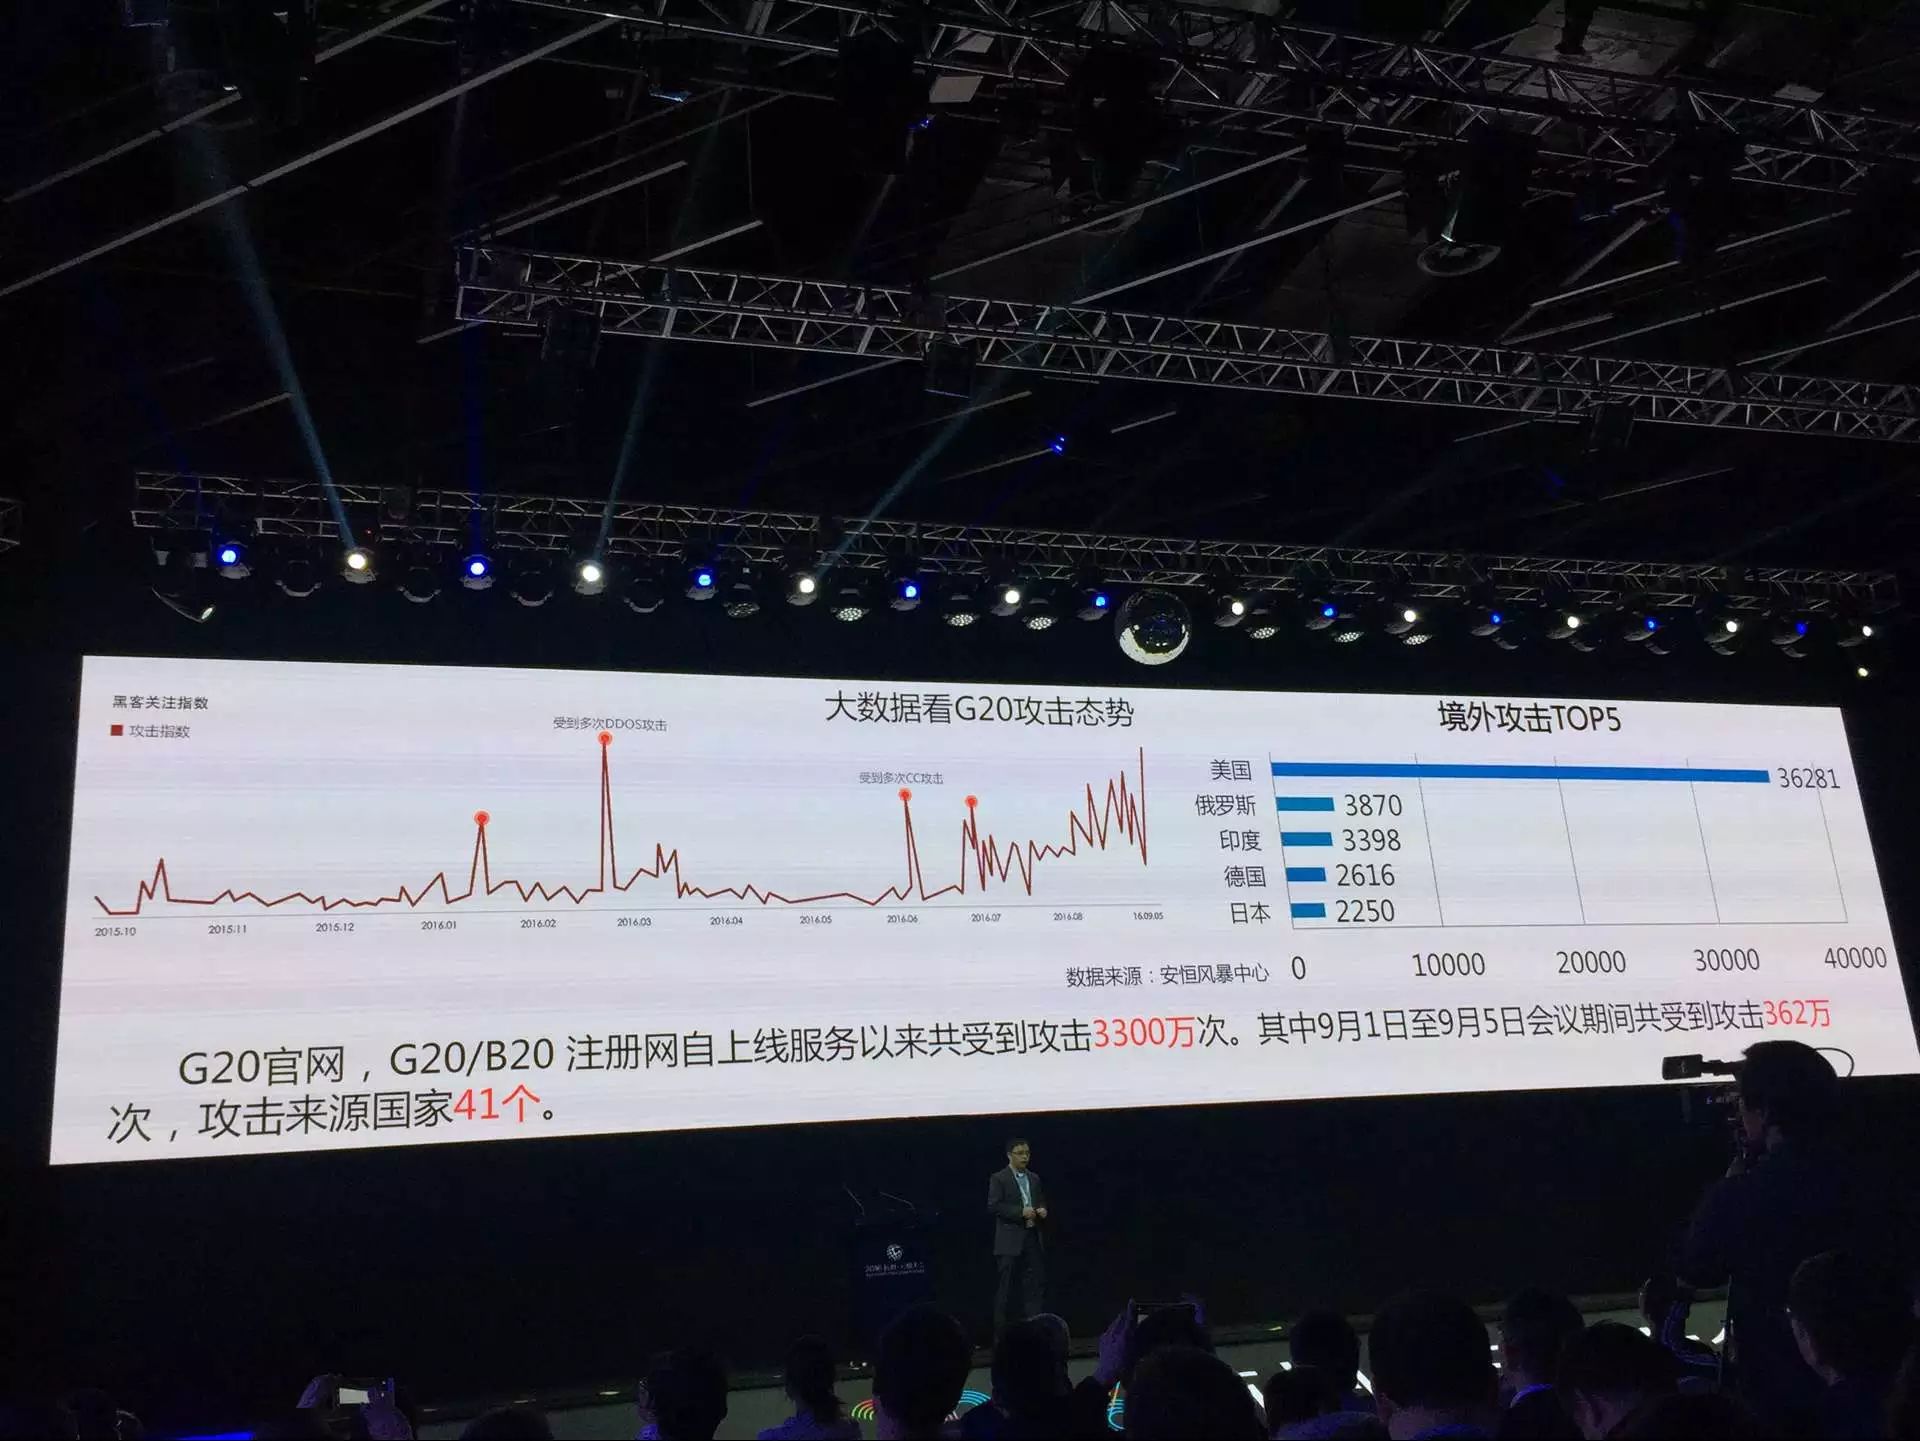 黑客关注指数
攻击指数
受到多次DDOS攻击
大数据看G20攻击态势
受到多次CC攻击
2015.10 2015.11 2015.12 2016.01 2016.02 2016.03 2016.04 2016.05 2016.06 2016.07 2016.08 16.09.05
境外攻击TOP5
美国 36281
俄罗斯 3870
印度 3398
德国 2616
日本 2250
0 10000 20000 30000 40000
数据来源：安恒风暴中心
G20官网，G20/B20 注册网自上线服务以来共受到攻击3300万次。其中9月1日至9月5日会议期间共受到攻击362万
次，攻击来源国家41个。